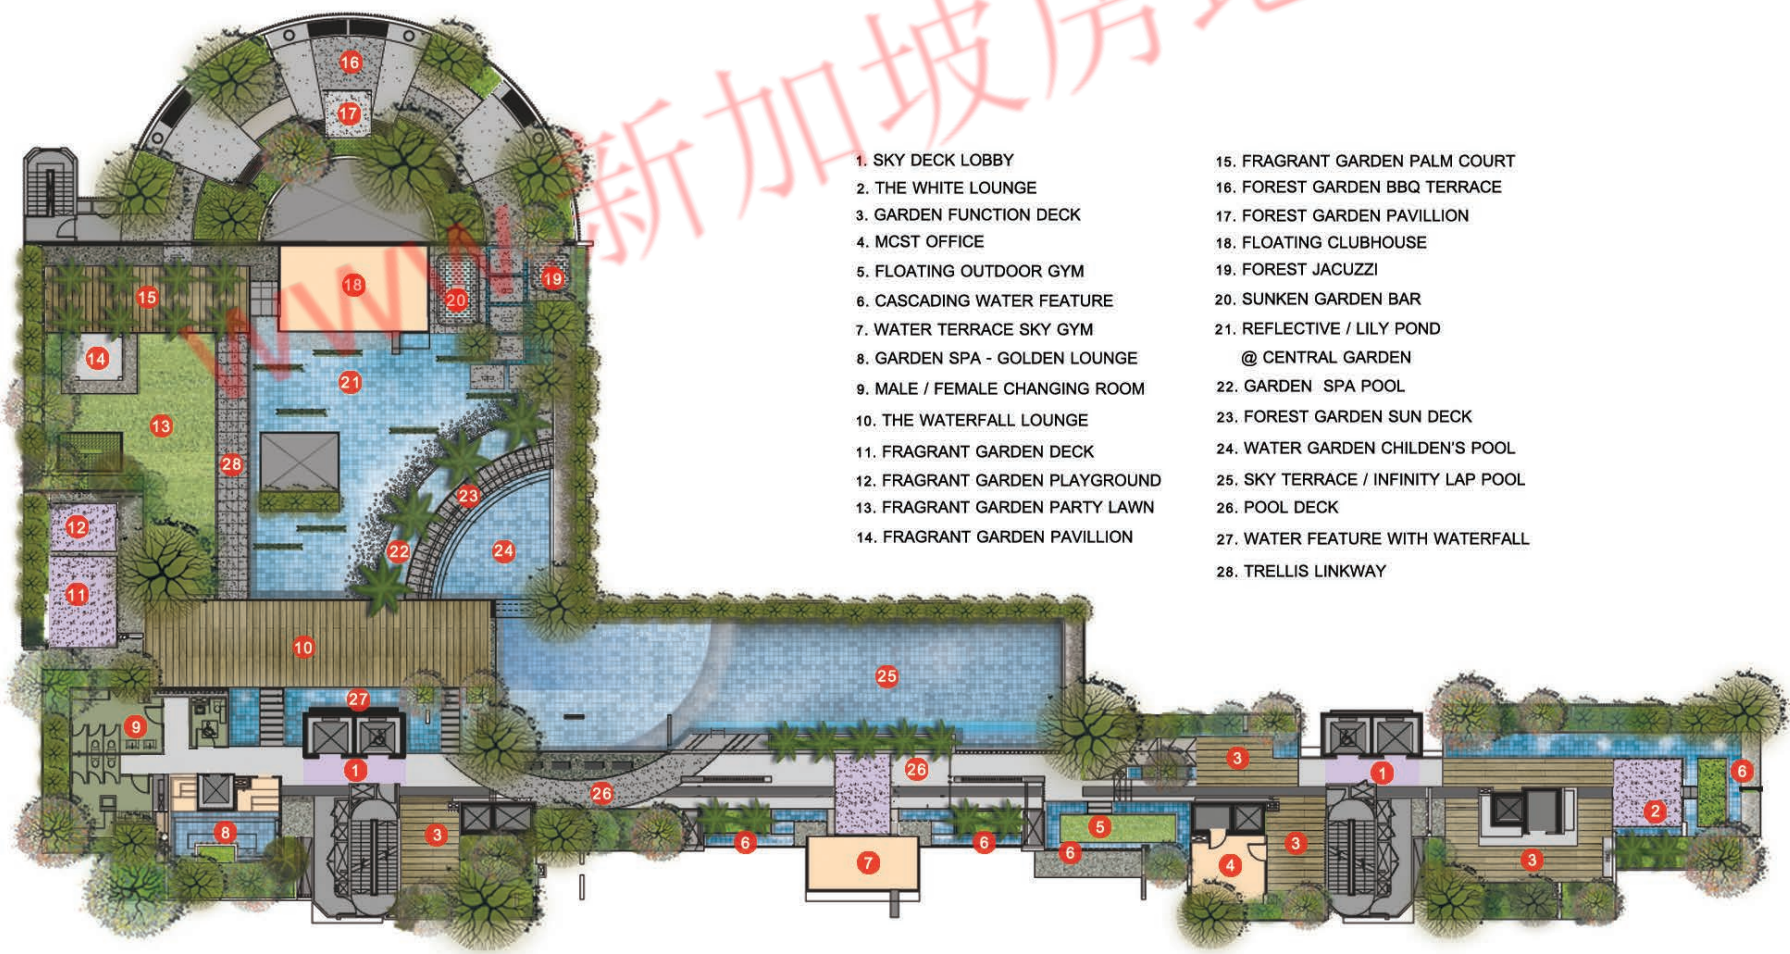 www.新加坡房地
1. SKY DECK LOBBY
2. THE WHITE LOUNGE
3. GARDEN FUNCTION DECK
4. MCST OFFICE
5. FLOATING OUTDOOR GYM
6. CASCADING WATER FEATURE
7. WATER TERRACE SKY GYM
8. GARDEN SPA - GOLDEN LOUNGE
9. MALE / FEMALE CHANGING ROOM
10. THE WATERFALL LOUNGE
11. FRAGRANT GARDEN DECK
12. FRAGRANT GARDEN PLAYGROUND
13. FRAGRANT GARDEN PARTY LAWN
14. FRAGRANT GARDEN PAVILLION
15. FRAGRANT GARDEN PALM COURT
16. FOREST GARDEN BBQ TERRACE
17. FOREST GARDEN PAVILLION
18. FLOATING CLUBHOUSE
19. FOREST JACUZZI
20. SUNKEN GARDEN BAR
21. REFLECTIVE / LILY POND
@ CENTRAL GARDEN
22. GARDEN SPA POOL
23. FOREST GARDEN SUN DECK
24. WATER GARDEN CHILDEN'S POOL
25. SKY TERRACE / INFINITY LAP POOL
26. POOL DECK
27. WATER FEATURE WITH WATERFALL
28. TRELLIS LINKWAY
16
17
18
19
20
15
14
21
13
28
23
12
22
24
11
10
25
27
9
1
26
26
3
1
6
2
8
3
6
7
6
5
6
4
3
3